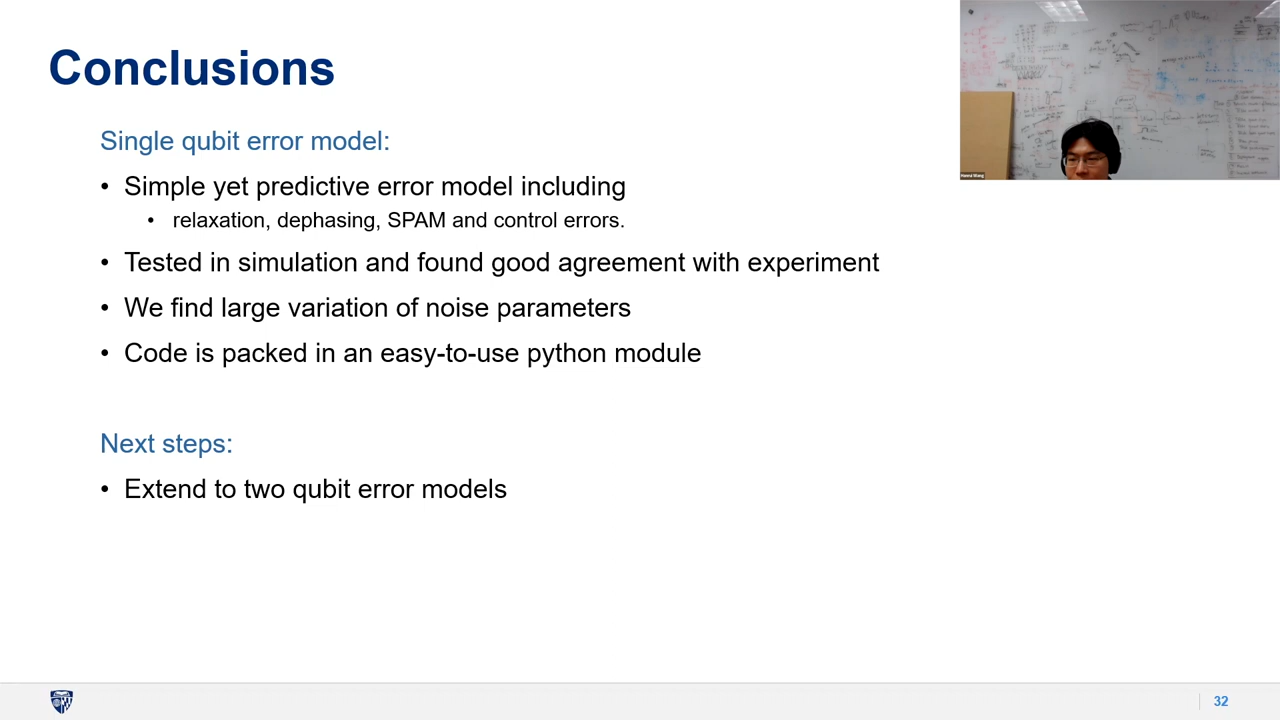 Conclusions
Single qubit error model:
• Simple yet predictive error model including
• relaxation, dephasing, SPAM and control errors.
• Tested in simulation and found good agreement with experiment
• We find large variation of noise parameters
• Code is packed in an easy-to-use python module
Next steps:
• Extend to two qubit error models
32